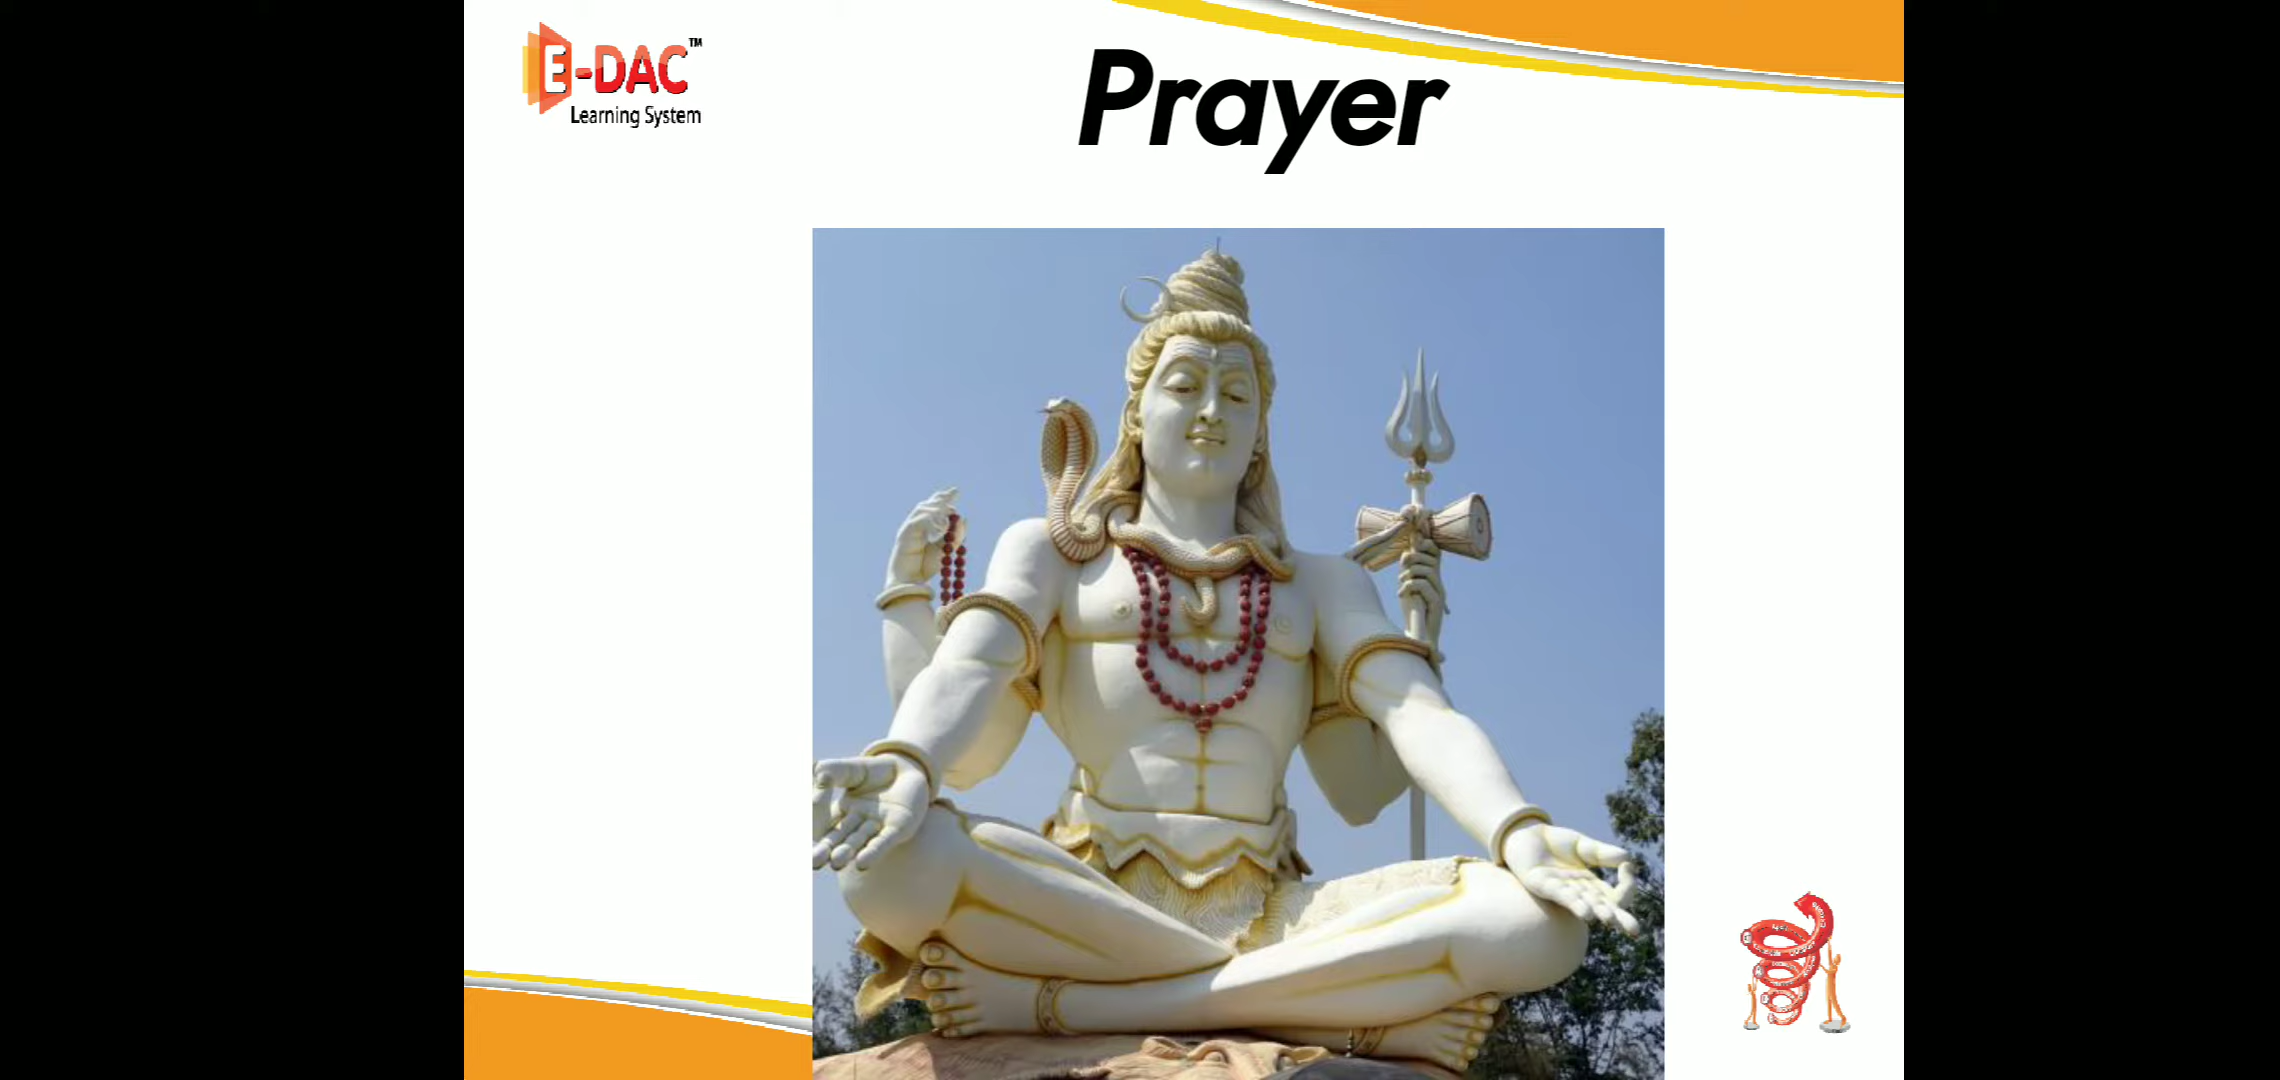 E-DAC™
Learning System
Prayer